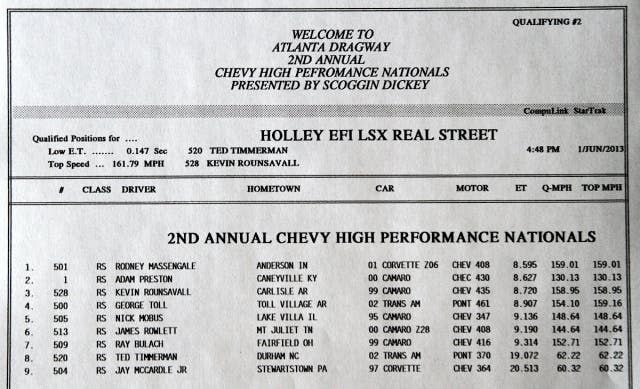 QUALIFYING #2
WELCOME TO
ATLANTA DRAGWAY
2ND ANNUAL
CHEVY HIGH PEFROMANCE NATIONALS
PRESENTED BY SCOGGIN DICKEY
CompuLink StarTrak
Qualified Positions for .... HOLLEY EFI LSX REAL STREET
Low E.T. ....... 0.147 Sec 520 TED TIMMERMAN 4:48 PM 1/JUN/2013
Top Speed ... 161.79 MPH 528 KEVIN ROUNSAVALL
# CLASS DRIVER HOMETOWN CAR MOTOR ET Q-MPH TOP MPH
2ND ANNUAL CHEVY HIGH PERFORMANCE NATIONALS
1. 501 RS RODNEY MASSENGALE ANDERSON IN 01 CORVETTE Z06 CHEV 408 8.595 159.01 159.01
2. 1 RS ADAM PRESTON CANEYVILLE KY 00 CAMARO CHEC 430 8.627 130.13 130.13
3. 528 RS KEVIN ROUNSAVALL CARLISLE AR 99 CAMARO CHEV 435 8.720 158.95 158.95
4. 500 RS GEORGE TOLL TOLL VILLAGE AR 02 TRANS AM PONT 461 8.907 154.10 159.16
5. 505 RS NICK MOBUS LAKE VILLA IL 95 CAMARO CHEV 347 9.136 148.64 148.64
6. 513 RS JAMES ROWLETT MT JULIET TN 00 CAMARO Z28 CHEV 408 9.190 144.64 144.64
7. 509 RS RAY BULACH FAIRFIELD OH 99 CAMARO CHEV 416 9.314 152.71 152.71
8. 520 RS TED TIMMERMAN DURHAM NC 02 TRANS AM PONT 370 19.072 62.22 62.22
9. 504 RS JAY MCCARDLE JR STEWARTSTOWN PA 97 CORVETTE CHEV 364 20.513 60.32 60.32